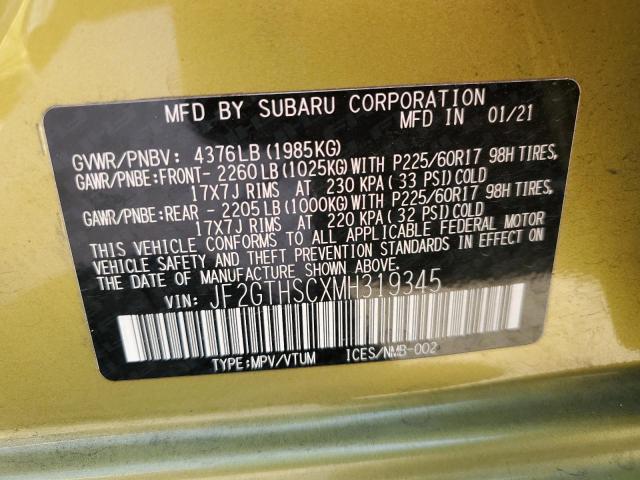 MFD BY SUBARU CORPORATION
MFD IN 01/21
GVWR/PNBV: 4376LB (1985KG)
GAWR/PNBE:FRONT- 2260 LB (1025KG)WITH P225/60R17 98H TIRES,
17X7J RIMS AT 230 KPA ( 33 PSI)COLD
GAWR/PNBE:REAR - 2205 LB (1000KG)WITH P225/60R17 98H TIRES,
17X7J RIMS AT 220 KPA ( 32 PSI)COLD
THIS VEHICLE CONFORMS TO ALL APPLICABLE FEDERAL MOTOR
VEHICLE SAFETY AND THEFT PREVENTION STANDARDS IN EFFECT ON
THE DATE OF MANUFACTURE SHOWN ABOVE.
VIN: JF2GTHSCXMH319345
TYPE:MPV/VTUM ICES/NMB-002